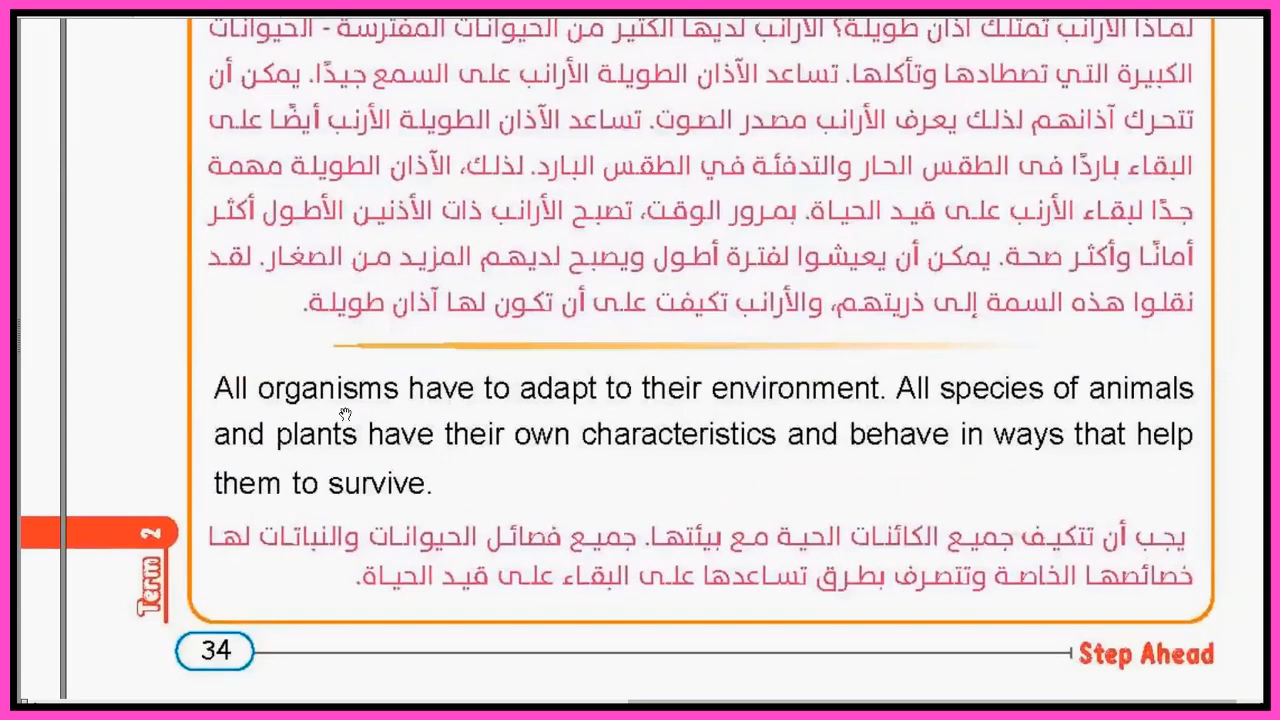 لماذا الأرانب تمتلك آذان طويلة؟ الأرانب لديها الكثير من الحيوانات المفترسة - الحيوانات
الكبيرة التي تصطادها وتأكلها. تساعد الآذان الطويلة الأرانب على السمع جيدًا. يمكن أن
تتحرك آذانهم لذلك يعرف الأرانب مصدر الصوت. تساعد الآذان الطويلة الأرنب أيضًا على
البقاء باردًا فى الطقس الحار والتدفئة في الطقس البارد. لذلك، الآذان الطويلة مهمة
جدًا لبقاء الأرنب على قيد الحياة. بمرور الوقت، تصبح الأرانب ذات الأذنين الأطول أكثر
أمانًا وأكثر صحة. يمكن أن يعيشوا لفترة أطول ويصبح لديهم المزيد من الصغار. لقد
نقلوا هذه السمة إلى ذريتهم، والأرانب تكيفت على أن تكون لها آذان طويلة.
All organisms have to adapt to their environment. All species of animals
and plants have their own characteristics and behave in ways that help
them to survive.
يجب أن تتكيف جميع الكائنات الحية مع بيئتها. جميع فصائل الحيوانات والنباتات لها
خصائصها الخاصة وتتصرف بطرق تساعدها على البقاء على قيد الحياة.
Term 2
34
Step Ahead